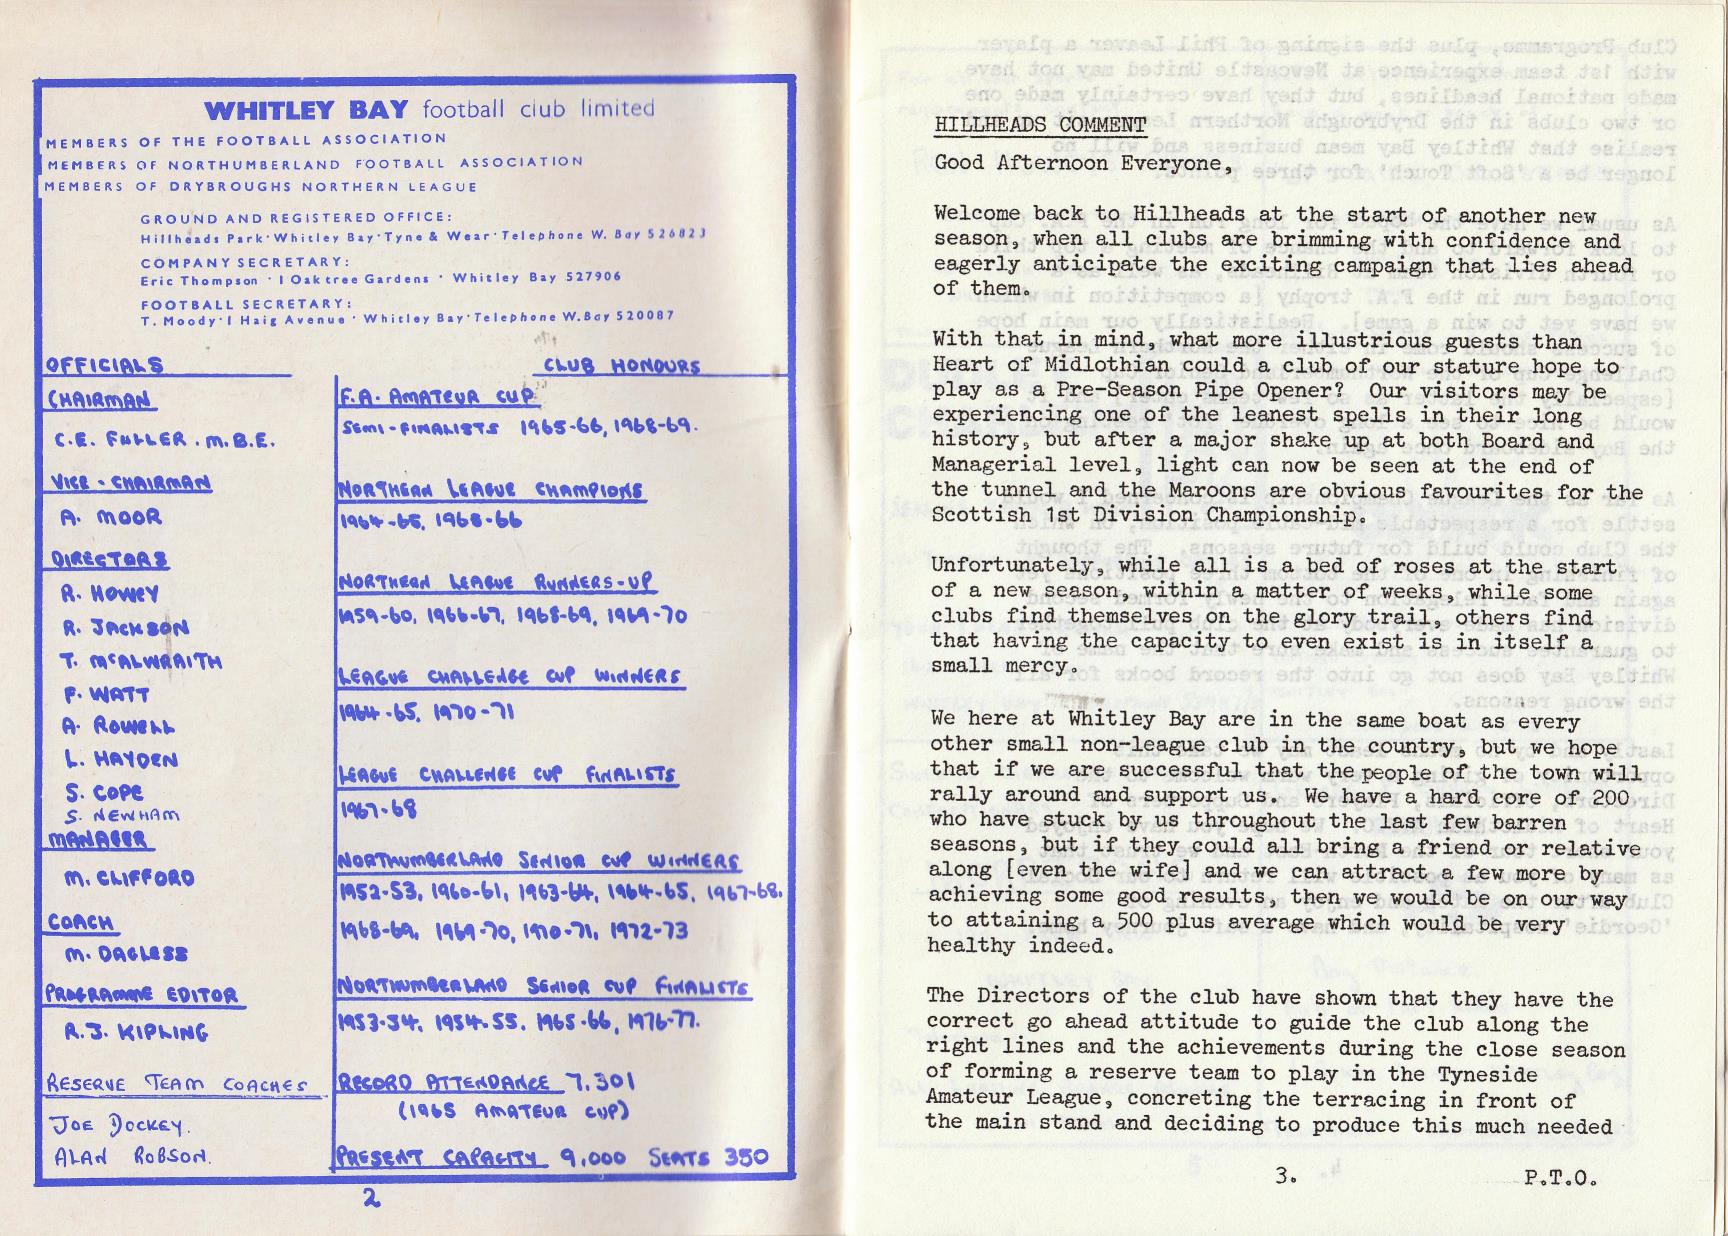 WHITLEY BAY football club limited
MEMBERS OF THE FOOTBALL ASSOCIATION
MEMBERS OF NORTHUMBERLAND FOOTBALL ASSOCIATION
MEMBERS OF DRYBROUGHS NORTHERN LEAGUE
GROUND AND REGISTERED OFFICE:
Hillheads Park · Whitley Bay · Tyne & Wear · Telephone W. Bay 526823
COMPANY SECRETARY:
Eric Thompson · 1 Oaktree Gardens · Whitley Bay 527906
FOOTBALL SECRETARY:
T. Moody · 1 Haig Avenue · Whitley Bay · Telephone W.Bay 520087
OFFICIALS
CHAIRMAN
C.E. FULLER. M.B.E.
VICE-CHAIRMAN
A. MOOR
DIRECTORS
R. HOWEY
R. JACKSON
T. McALWRAITH
F. WATT
A. ROWELL
L. HAYDEN
S. COPE
S. NEWHAM
MANAGER
M. CLIFFORD
COACH
M. DAGLESS
PROGRAMME EDITOR
R.J. KIPLING
RESERVE TEAM COACHES
JOE DOCKEY.
ALAN ROBSON.
CLUB HONOURS
F.A. AMATEUR CUP
SEMI-FINALISTS 1965-66, 1968-69.
NORTHERN LEAGUE CHAMPIONS
1964-65, 1965-66
NORTHERN LEAGUE RUNNERS-UP
1959-60, 1966-67, 1968-69, 1969-70
LEAGUE CHALLENGE CUP WINNERS
1964-65, 1970-71
LEAGUE CHALLENGE CUP FINALISTS
1967-68
NORTHUMBERLAND SENIOR CUP WINNERS
1952-53, 1960-61, 1963-64, 1964-65, 1967-68.
1968-69, 1969-70, 1970-71, 1972-73
NORTHUMBERLAND SENIOR CUP FINALISTS
1953-54, 1954-55, 1965-66, 1976-77.
RECORD ATTENDANCE 7.301
(1965 AMATEUR CUP)
PRESENT CAPACITY 9,000 SEATS 350
2
HILLHEADS COMMENT
Good Afternoon Everyone,
Welcome back to Hillheads at the start of another new
season, when all clubs are brimming with confidence and
eagerly anticipate the exciting campaign that lies ahead
of them.
With that in mind, what more illustrious guests than
Heart of Midlothian could a club of our stature hope to
play as a Pre-Season Pipe Opener? Our visitors may be
experiencing one of the leanest spells in their long
history, but after a major shake up at both Board and
Managerial level, light can now be seen at the end of
the tunnel and the Maroons are obvious favourites for the
Scottish 1st Division Championship.
Unfortunately, while all is a bed of roses at the start
of a new season, within a matter of weeks, while some
clubs find themselves on the glory trail, others find
that having the capacity to even exist is in itself a
small mercy.
We here at Whitley Bay are in the same boat as every
other small non-league club in the country, but we hope
that if we are successful that the people of the town will
rally around and support us. We have a hard core of 200
who have stuck by us throughout the last few barren
seasons, but if they could all bring a friend or relative
along [even the wife] and we can attract a few more by
achieving some good results, then we would be on our way
to attaining a 500 plus average which would be very
healthy indeed.
The Directors of the club have shown that they have the
correct go ahead attitude to guide the club along the
right lines and the achievements during the close season
of forming a reserve team to play in the Tyneside
Amateur League, concreting the terracing in front of
the main stand and deciding to produce this much needed
3.
P.T.O.